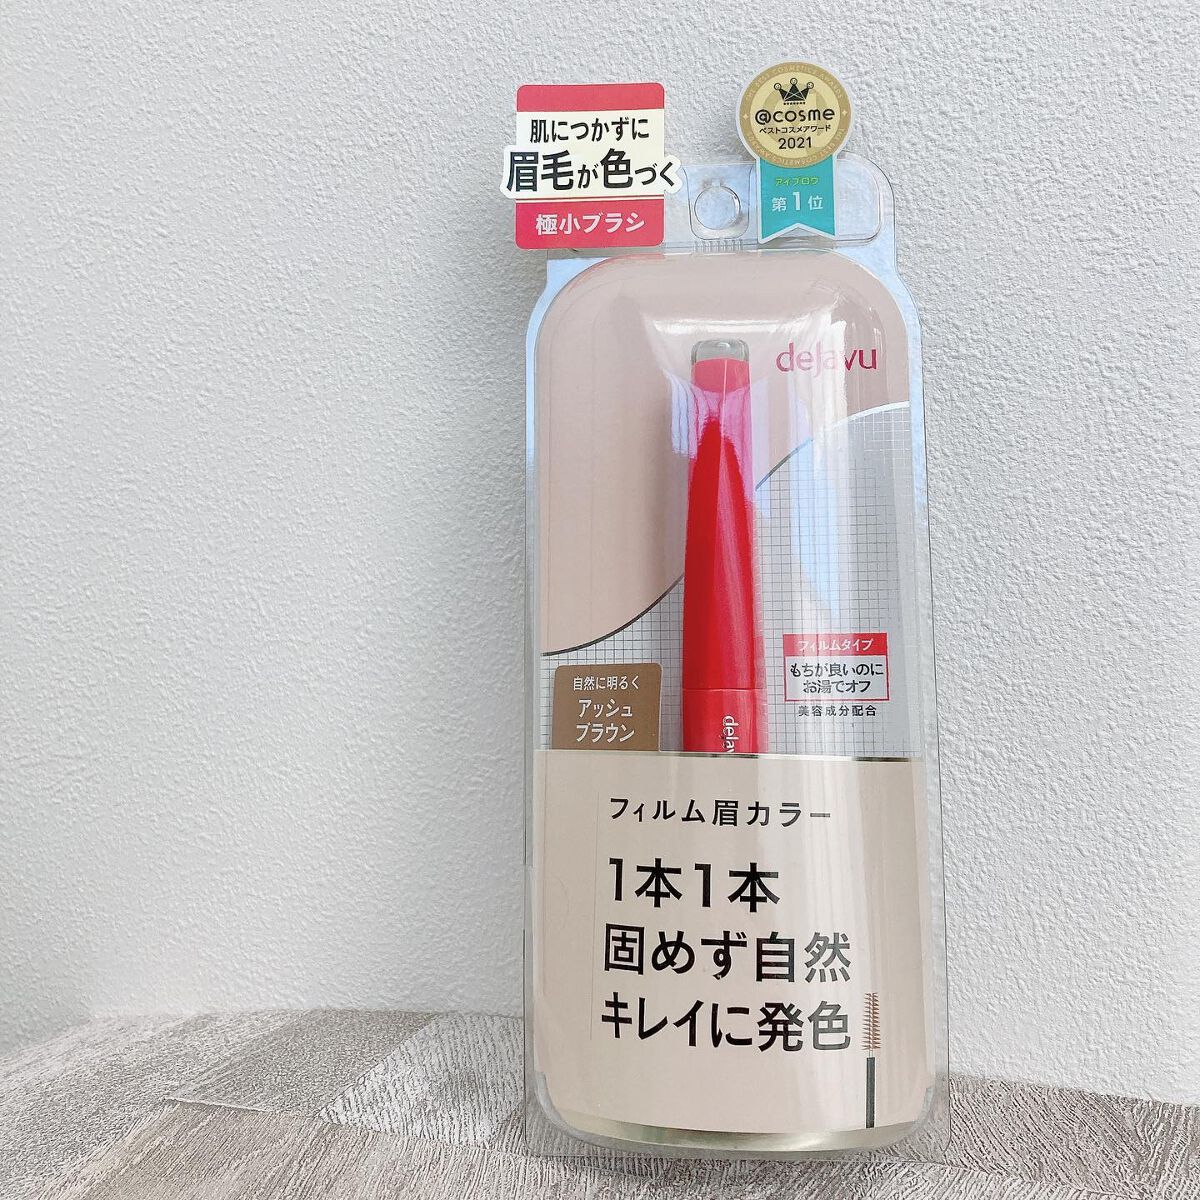 肌につかずに
眉毛が色づく
極小ブラシ
THE BEST COSMETICS AWARDS
@cosme
ベストコスメアワード
2021
アイブロウ
第1位
dejavu
フィルムタイプ
もちが良いのに
お湯でオフ
美容成分配合
自然に明るく
アッシュ
ブラウン
フィルム眉カラー
1本1本
固めず自然
キレイに発色